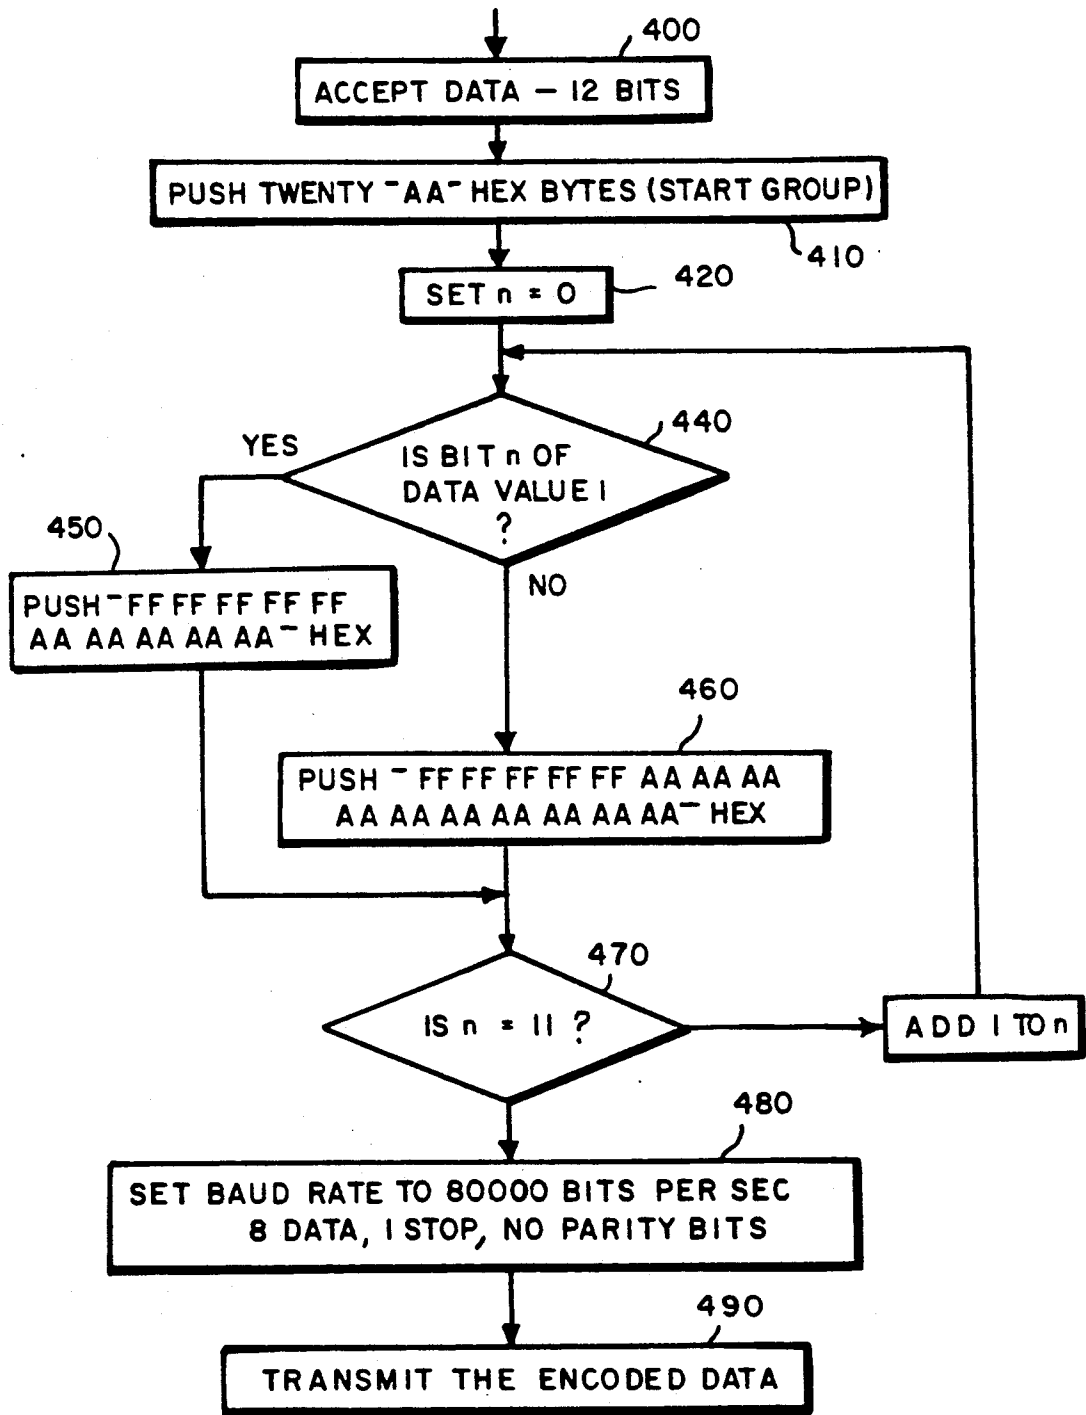 400
ACCEPT DATA – 12 BITS
PUSH TWENTY "AA" HEX BYTES (START GROUP)
410
SET n = 0
420
440
YES
IS BIT n OF
DATA VALUE 1
?
450
NO
PUSH "FF FF FF FF FF
AA AA AA AA AA" HEX
460
PUSH " FF FF FF FF FF AA AA AA
AA AA AA AA AA AA AA" HEX
470
IS n = 11 ?
ADD 1 TO n
480
SET BAUD RATE TO 80000 BITS PER SEC
8 DATA, 1 STOP, NO PARITY BITS
490
TRANSMIT THE ENCODED DATA